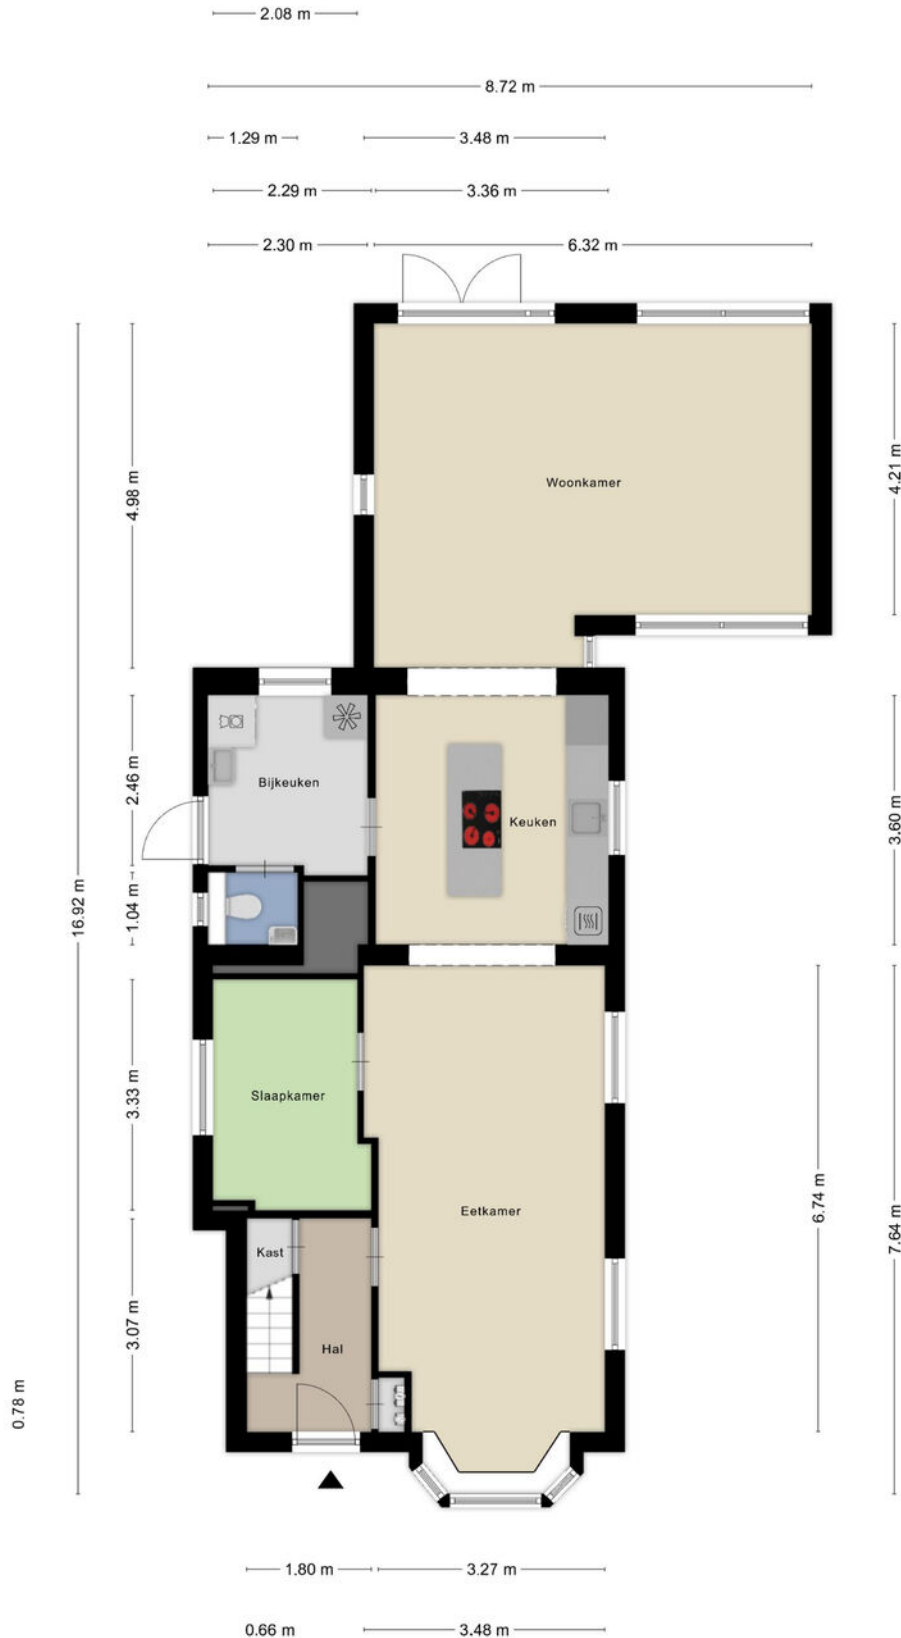 2.08 m
8.72 m
1.29 m
3.48 m
2.29 m
3.36 m
2.30 m
6.32 m
4.98 m
4.21 m
Woonkamer
2.46 m
Bijkeuken
Keuken
3.60 m
16.92 m
1.04 m
3.33 m
Slaapkamer
6.74 m
Eetkamer
7.64 m
Kast
3.07 m
Hal
0.78 m
1.80 m
3.27 m
0.66 m
3.48 m